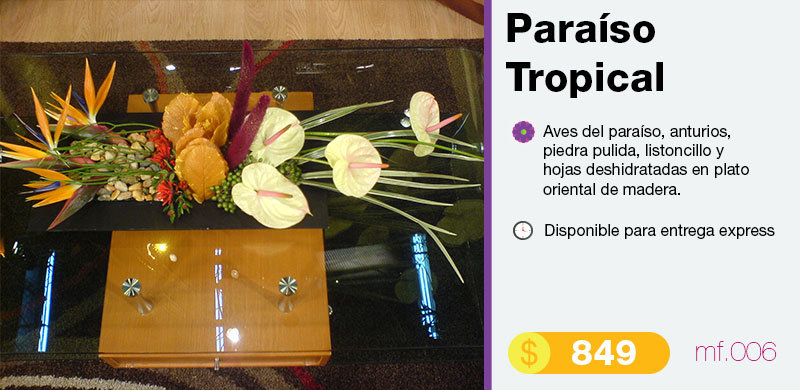 Paraíso
Tropical
Aves del paraíso, anturios,
piedra pulida, listoncillo y
hojas deshidratadas en plato
oriental de madera.
Disponible para entrega express
$ 849
mf.006